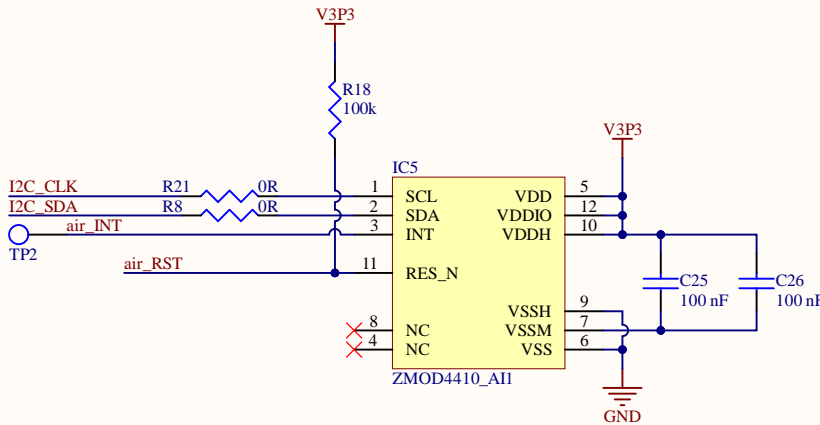 V3P3
R18
100k
V3P3
IC5
I2C_CLK R21 0R 1 SCL VDD 5
I2C_SDA R8 0R 2 SDA VDDIO 12
air_INT 3 INT VDDH 10
TP2
air_RST 11 RES_N
C25 C26
100 nF 100 nF
VSSH 9
8 NC VSSM 7
4 NC VSS 6
ZMOD4410_AI1
GND